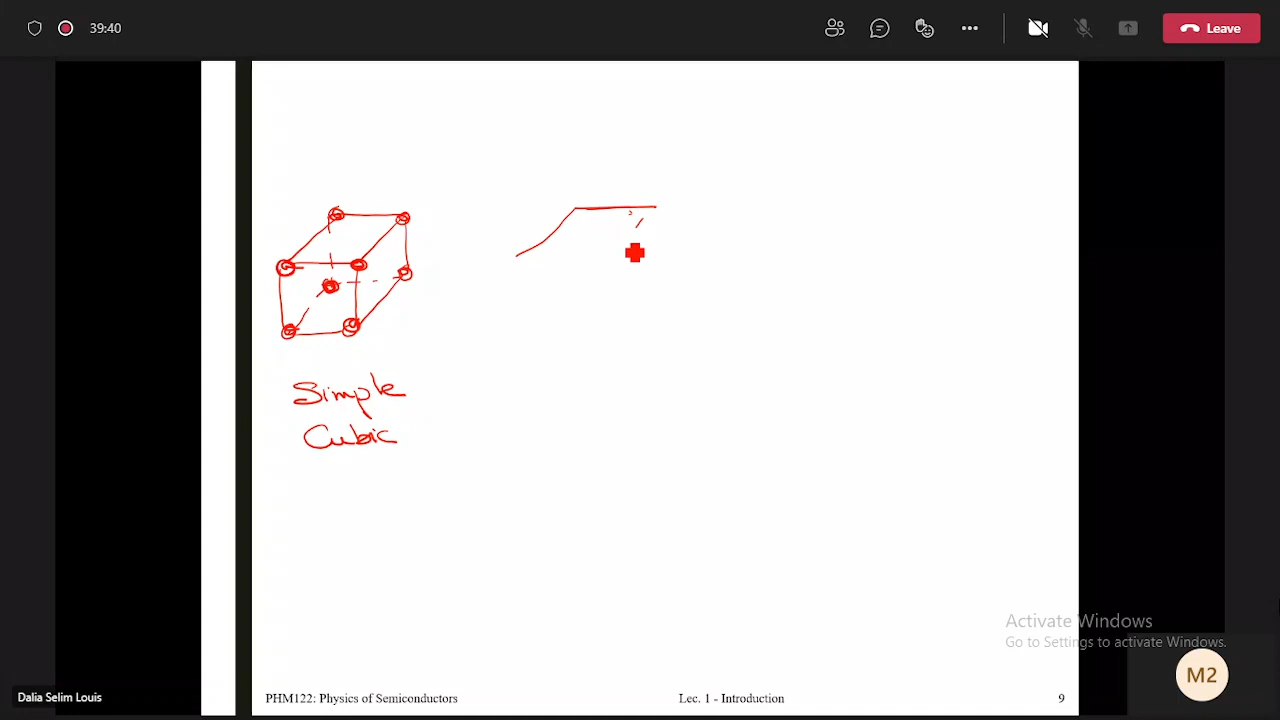 39:40
Leave
Simple
Cubic
Activate Windows
Go to Settings to activate Windows.
M2
Dalia Selim Louis
PHM122: Physics of Semiconductors
Lec. 1 - Introduction
9